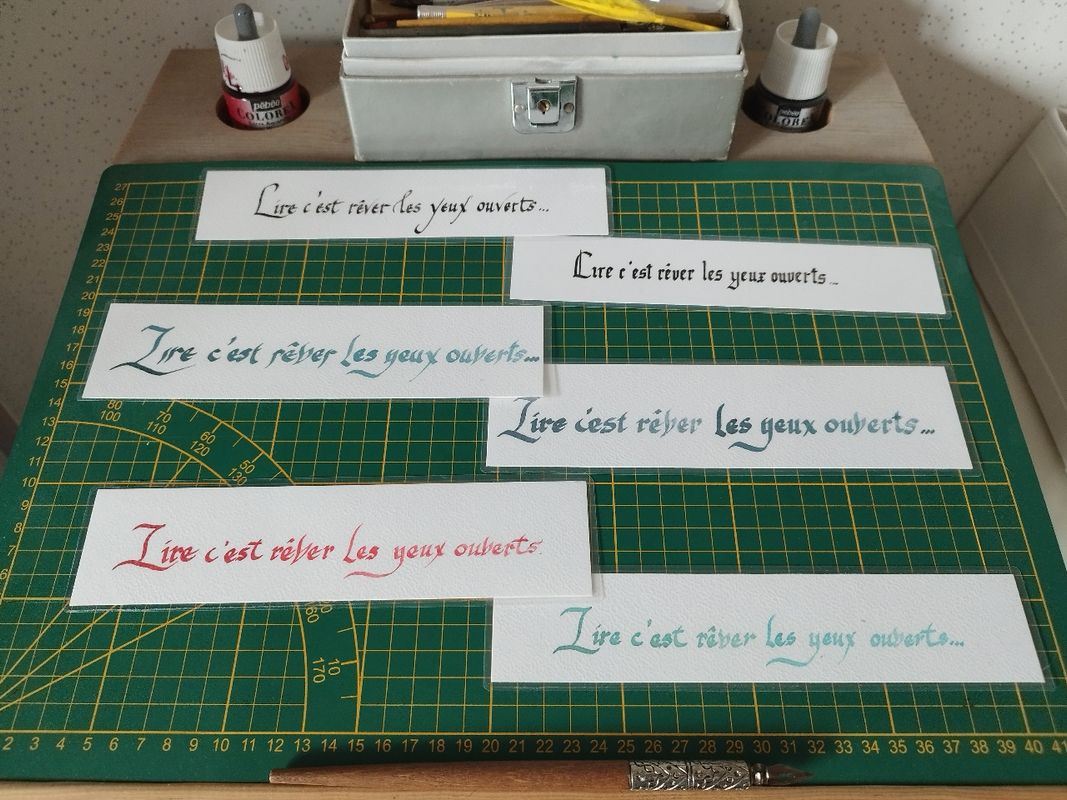 pébéo
COLOREX
pébéo
COLOREX
Lire c'est rêver les yeux ouverts...
Lire c'est rêver les yeux ouverts...
Lire c'est rêver les yeux ouverts...
Lire c'est rêver les yeux ouverts...
Lire c'est rêver les yeux ouverts
Lire c'est rêver les yeux ouverts...
27
26
25
23
22
21
20
19
18
17
16
15
14
13
12
11
10
9
8
7
6
80 70 60 50
100 110 120 130
160
170 10
2 3 4 5 6 7 8 9 10 11 12 13 14 15 16 17 18 19 20 21 22 23 24 25 26 27 28 29 30 31 32 33 34 35 36 37 38 39 40 41